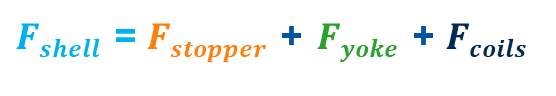 F_shell = F_stopper + F_yoke + F_coils